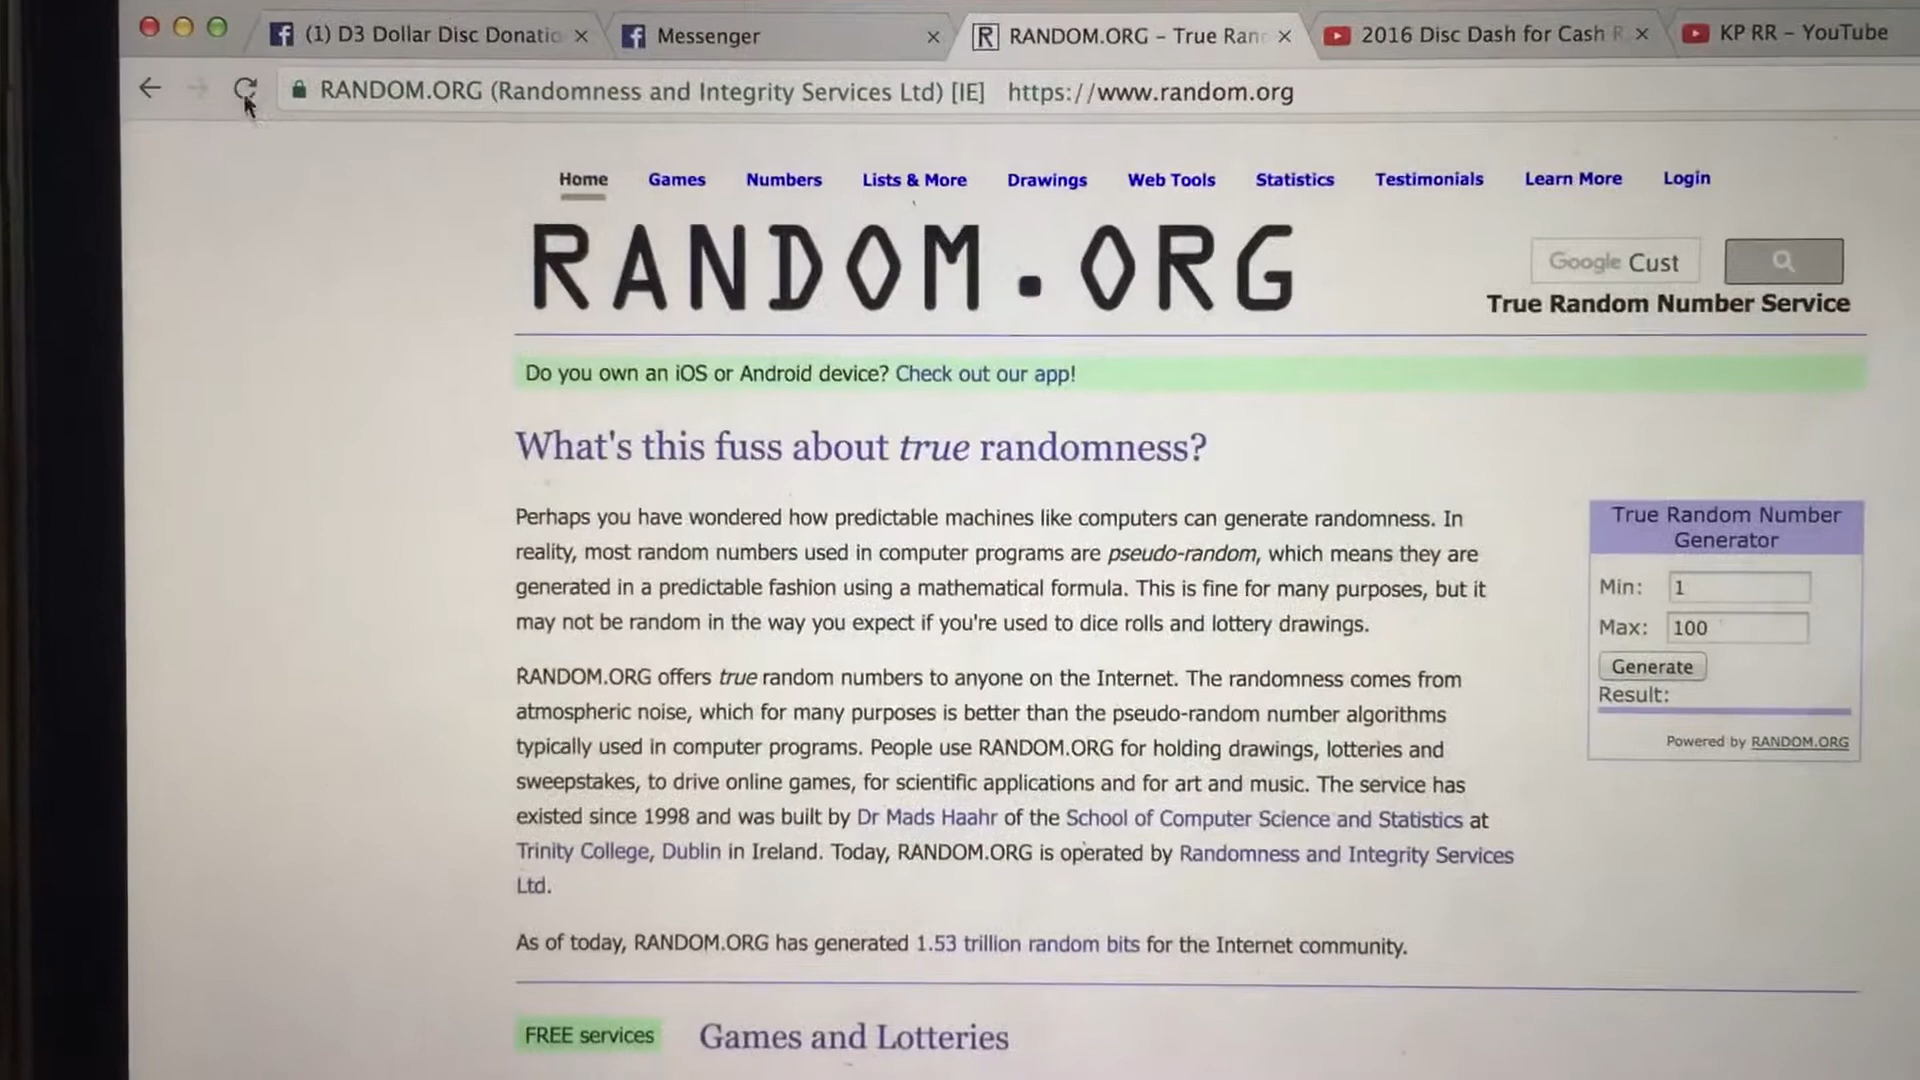 (1) D3 Dollar Disc Donatio
Messenger
RANDOM.ORG - True Ran
2016 Disc Dash for Cash R
KP RR - YouTube
RANDOM.ORG (Randomness and Integrity Services Ltd) [IE] https://www.random.org
Home Games Numbers Lists & More Drawings Web Tools Statistics Testimonials Learn More Login
RANDOM.ORG
Google Cust
True Random Number Service
Do you own an iOS or Android device? Check out our app!
What's this fuss about true randomness?
Perhaps you have wondered how predictable machines like computers can generate randomness. In
reality, most random numbers used in computer programs are pseudo-random, which means they are
generated in a predictable fashion using a mathematical formula. This is fine for many purposes, but it
may not be random in the way you expect if you're used to dice rolls and lottery drawings.
RANDOM.ORG offers true random numbers to anyone on the Internet. The randomness comes from
atmospheric noise, which for many purposes is better than the pseudo-random number algorithms
typically used in computer programs. People use RANDOM.ORG for holding drawings, lotteries and
sweepstakes, to drive online games, for scientific applications and for art and music. The service has
existed since 1998 and was built by Dr Mads Haahr of the School of Computer Science and Statistics at
Trinity College, Dublin in Ireland. Today, RANDOM.ORG is operated by Randomness and Integrity Services
Ltd.
As of today, RANDOM.ORG has generated 1.53 trillion random bits for the Internet community.
True Random Number
Generator
Min: 1
Max: 100
Generate
Result:
Powered by RANDOM.ORG
FREE services
Games and Lotteries